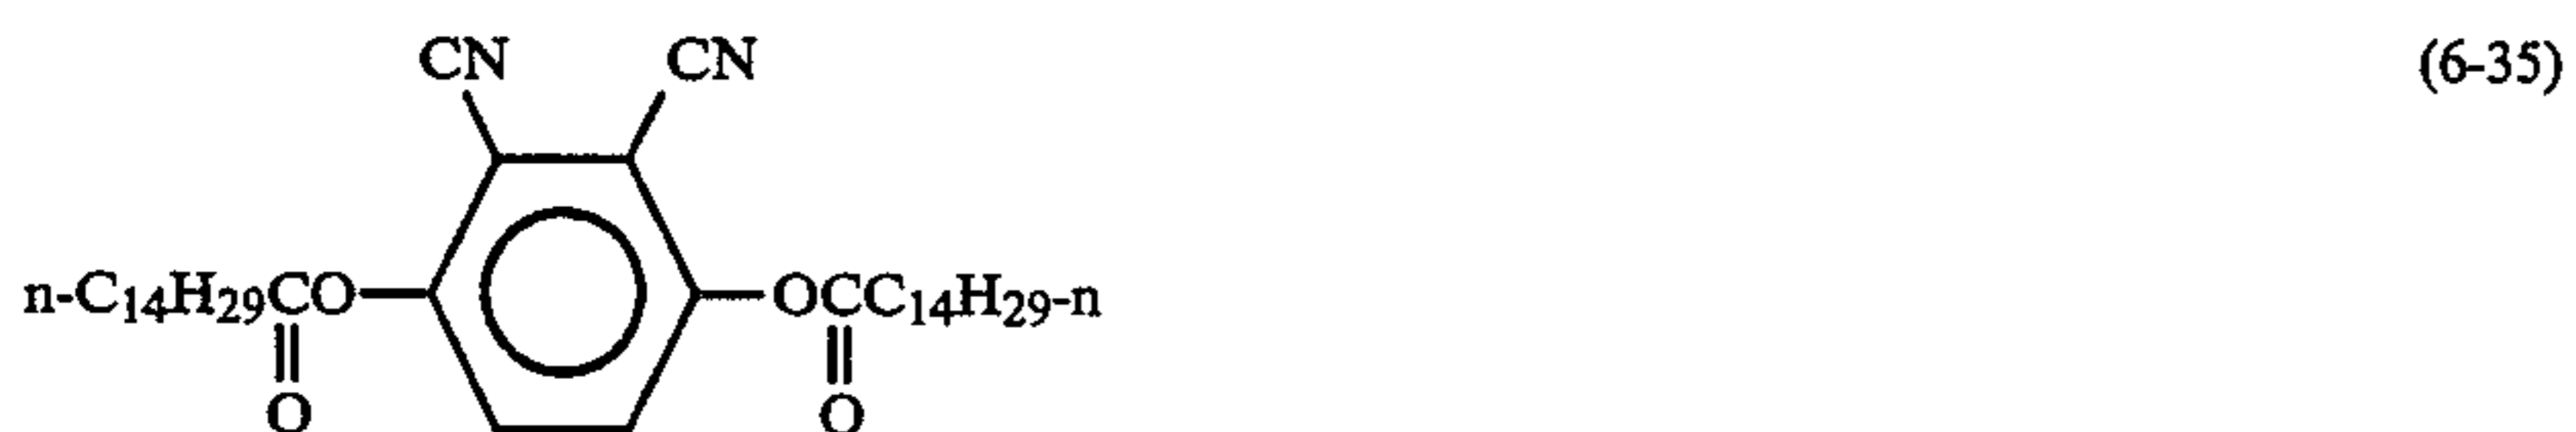 CN CN (6-35)
n-C₁₄H₂₉CO OCC₁₄H₂₉-n
O O